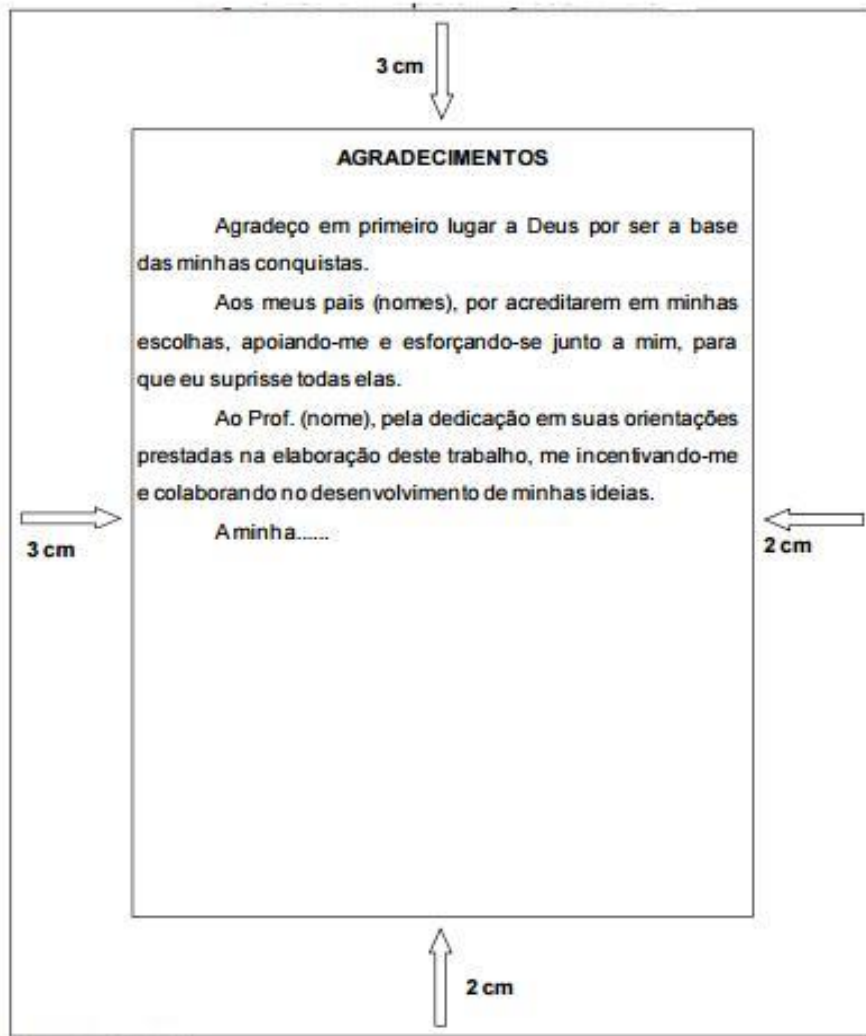 3 cm
AGRADECIMENTOS
Agradeço em primeiro lugar a Deus por ser a base
das minhas conquistas.
Aos meus pais (nomes), por acreditarem em minhas
escolhas, apoiando-me e esforçando-se junto a mim, para
que eu suprisse todas elas.
Ao Prof. (nome), pela dedicação em suas orientações
prestadas na elaboração deste trabalho, me incentivando-me
e colaborando no desenvolvimento de minhas ideias.
A minha......
3 cm
2 cm
2 cm